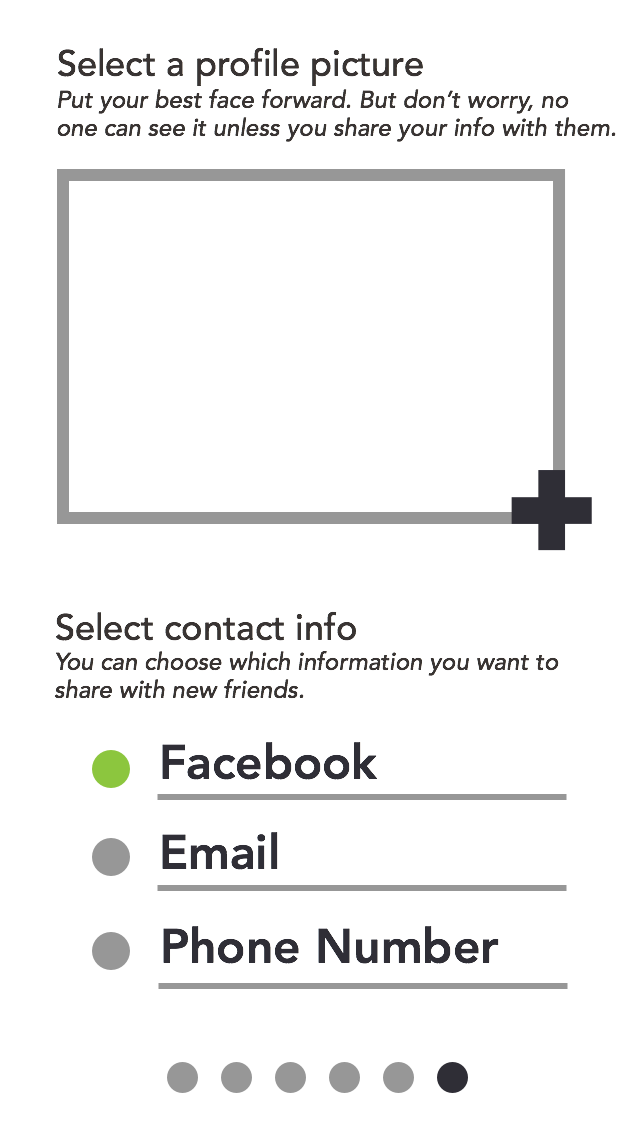 Select a profile picture
Put your best face forward. But don’t worry, no
one can see it unless you share your info with them.
Select contact info
You can choose which information you want to
share with new friends.
Facebook
Email
Phone Number